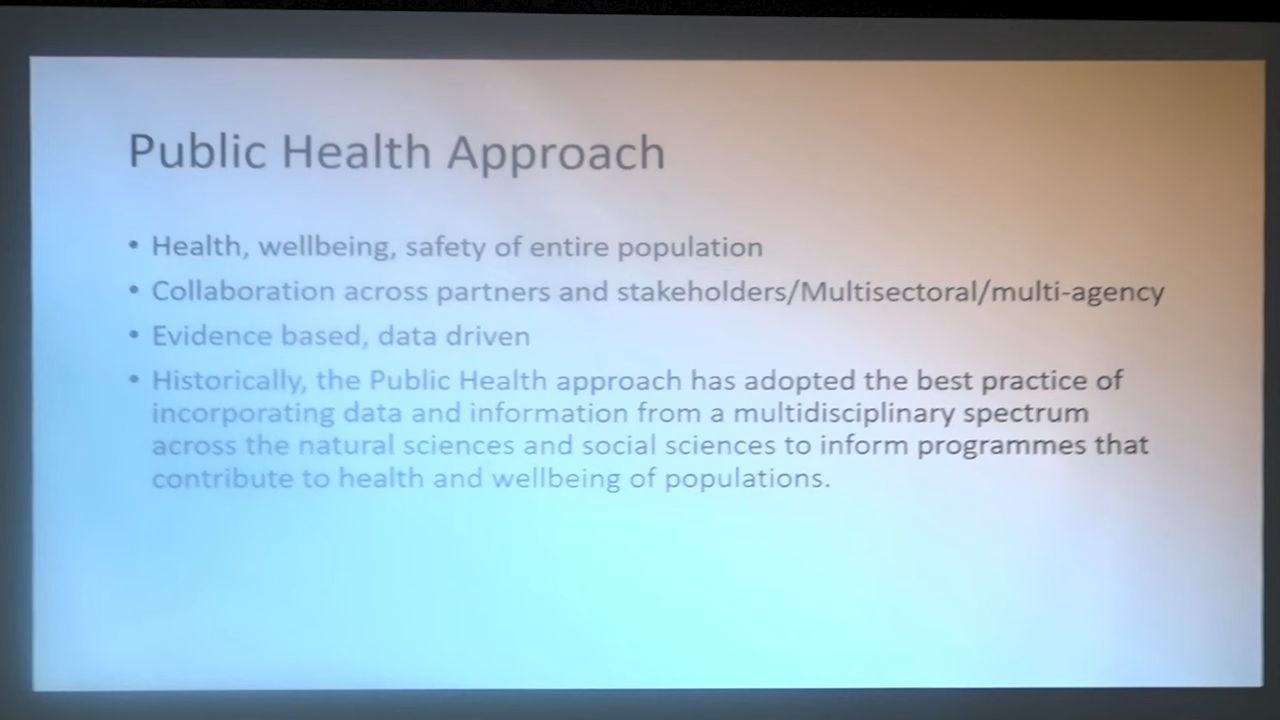 Public Health Approach
• Health, wellbeing, safety of entire population
• Collaboration across partners and stakeholders/Multisectoral/multi-agency
• Evidence based, data driven
• Historically, the Public Health approach has adopted the best practice of
incorporating data and information from a multidisciplinary spectrum
across the natural sciences and social sciences to inform programmes that
contribute to health and wellbeing of populations.